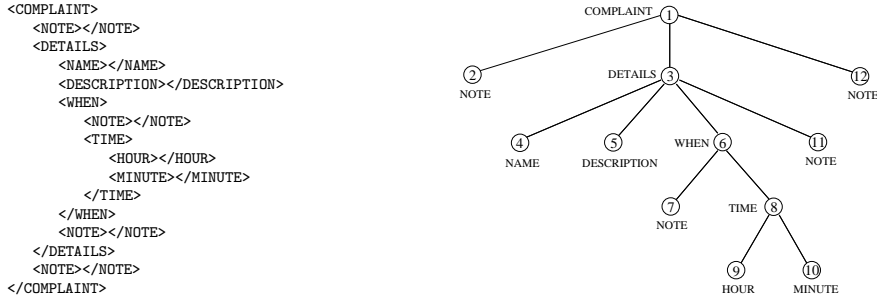 <COMPLAINT>
<NOTE></NOTE>
<DETAILS>
<NAME></NAME>
<DESCRIPTION></DESCRIPTION>
<WHEN>
<NOTE></NOTE>
<TIME>
<HOUR></HOUR>
<MINUTE></MINUTE>
</TIME>
</WHEN>
<NOTE></NOTE>
</DETAILS>
<NOTE></NOTE>
</COMPLAINT>
COMPLAINT 1
2 DETAILS 3 12
NOTE NOTE
4 5 WHEN 6 11
NAME DESCRIPTION NOTE
7 TIME 8
NOTE
9 10
HOUR MINUTE